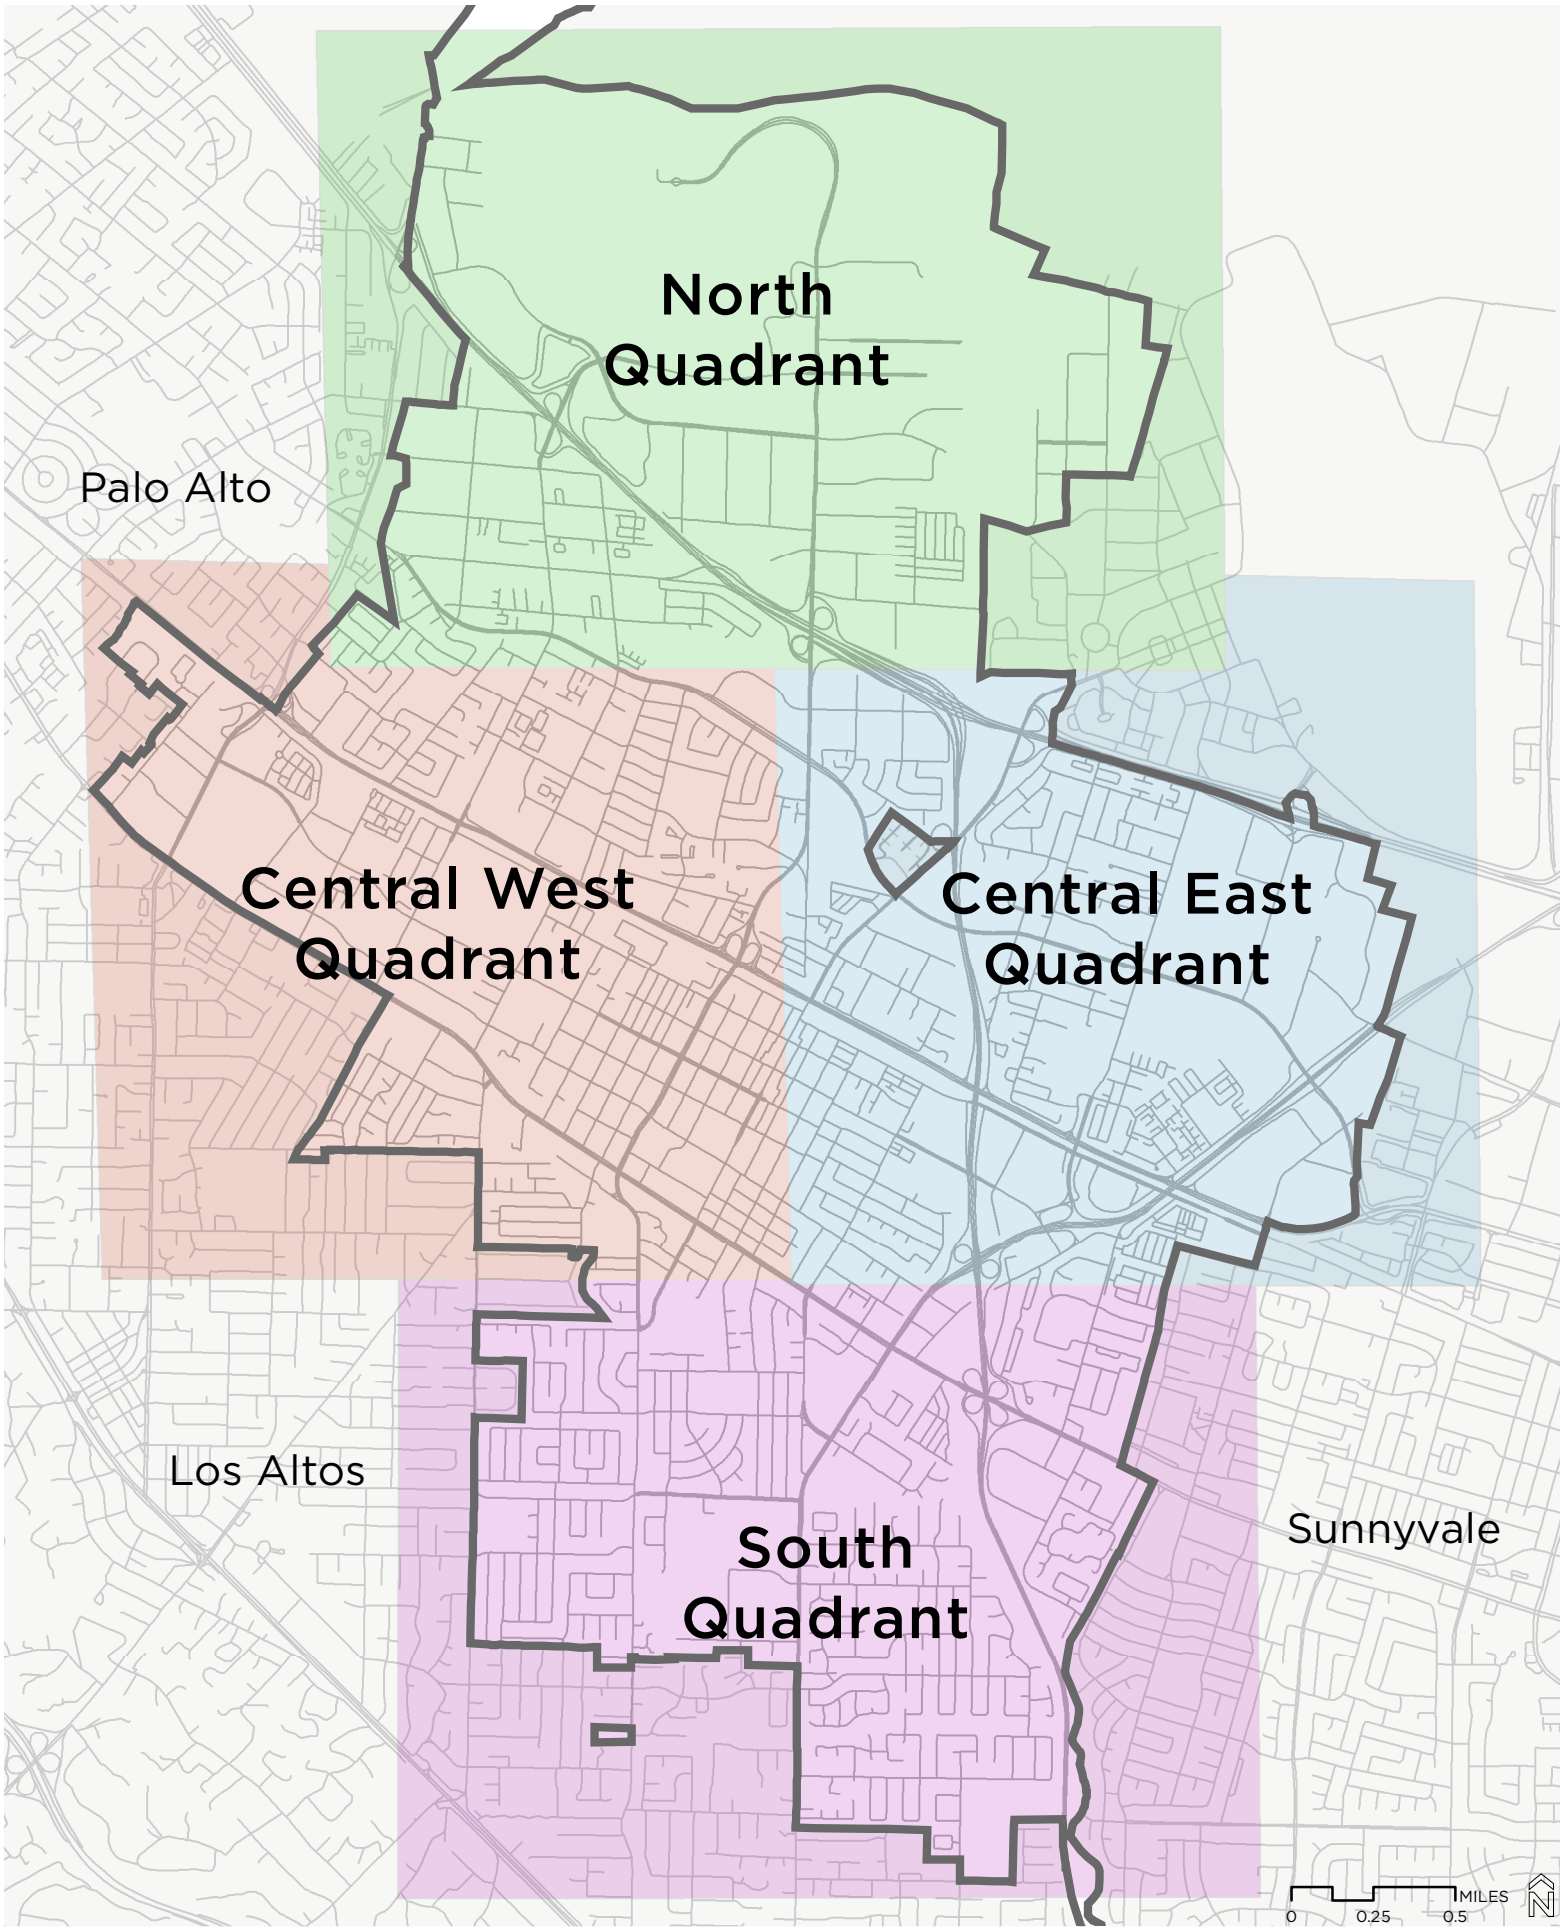 North
Quadrant
Palo Alto
Central West
Quadrant
Central East
Quadrant
Los Altos
South
Quadrant
Sunnyvale
MILES
N
0 0.25 0.5